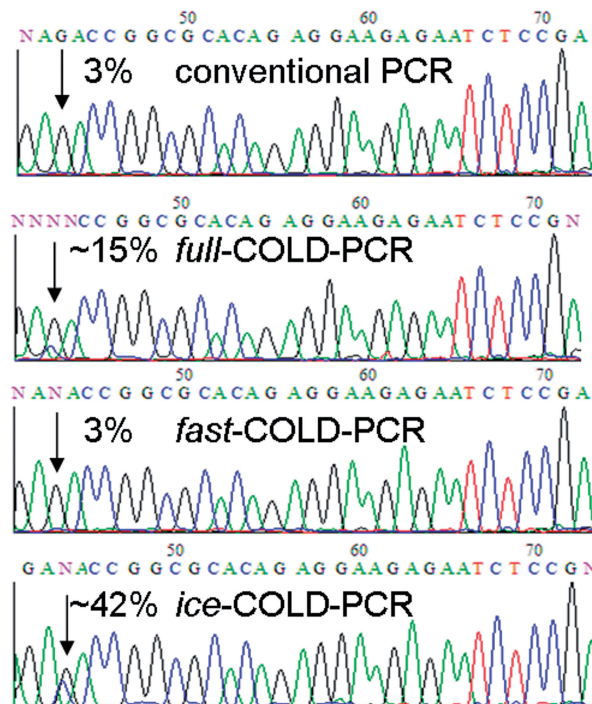 50 60 70
N A G A C C G G C G C A C A G A G G A A G A G A A T C T C C G A
3% conventional PCR
50 60 70
N N N N C C G G C G C A C A G A G G A A G A G A A T C T C C G N
~15% full-COLD-PCR
50 60 70
N A N A C C G G C G C A C A G A G G A A G A G A A T C T C C G A
3% fast-COLD-PCR
50 60 70
G A N A C C G G C G C A C A G A G G A A G A G A A T C T C C G N
~42% ice-COLD-PCR